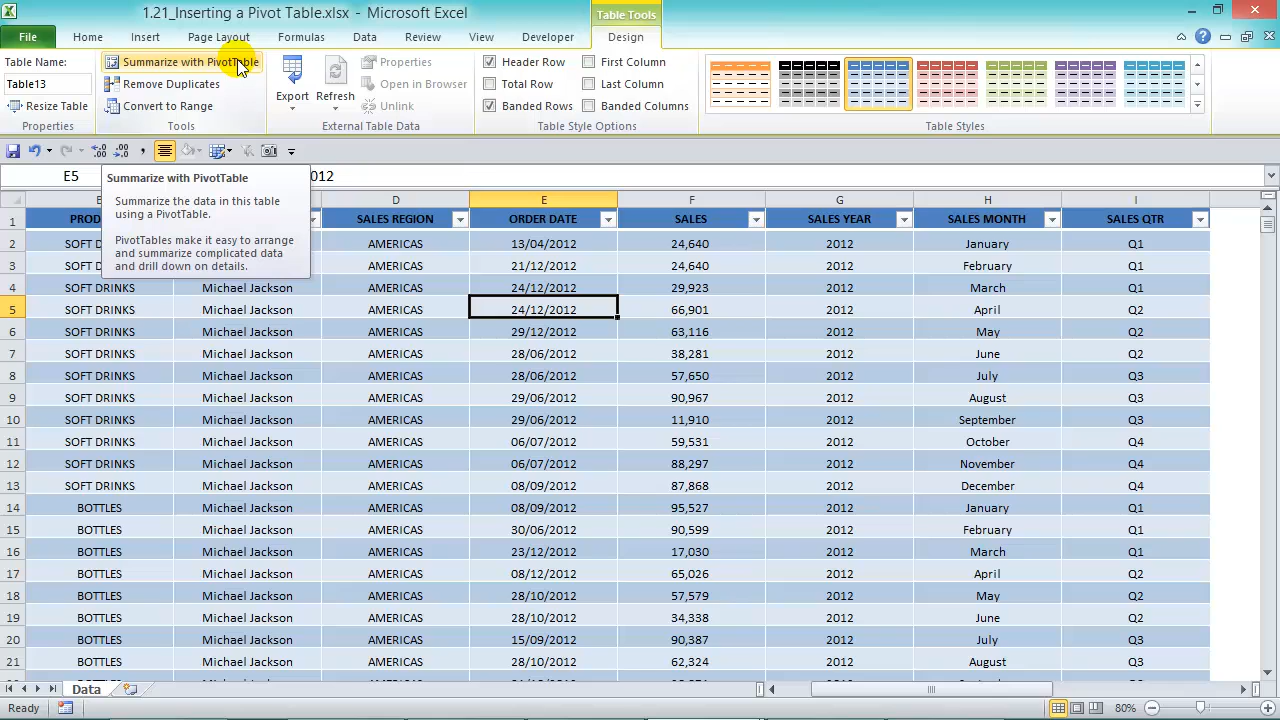 1.21_Inserting a Pivot Table.xlsx - Microsoft Excel
Table Tools
File Home Insert Page Layout Formulas Data Review View Developer Design
Table Name:
Table13
Resize Table
Properties
Summarize with PivotTable
Remove Duplicates
Convert to Range
Tools
Export
Refresh
Properties
Open in Browser
Unlink
External Table Data
Header Row
Total Row
Banded Rows
First Column
Last Column
Banded Columns
Table Style Options
Table Styles
E5
012
Summarize with PivotTable
Summarize the data in this table
using a PivotTable.
PivotTables make it easy to arrange
and summarize complicated data
and drill down on details.
D E F G H I
1 PROD SALES REGION ORDER DATE SALES SALES YEAR SALES MONTH SALES QTR
2 SOFT D AMERICAS 13/04/2012 24,640 2012 January Q1
3 SOFT D AMERICAS 21/12/2012 24,640 2012 February Q1
4 SOFT DRINKS Michael Jackson AMERICAS 24/12/2012 29,923 2012 March Q1
5 SOFT DRINKS Michael Jackson AMERICAS 24/12/2012 66,901 2012 April Q2
6 SOFT DRINKS Michael Jackson AMERICAS 29/12/2012 63,116 2012 May Q2
7 SOFT DRINKS Michael Jackson AMERICAS 28/06/2012 38,281 2012 June Q2
8 SOFT DRINKS Michael Jackson AMERICAS 28/06/2012 57,650 2012 July Q3
9 SOFT DRINKS Michael Jackson AMERICAS 29/06/2012 90,967 2012 August Q3
10 SOFT DRINKS Michael Jackson AMERICAS 29/06/2012 11,910 2012 September Q3
11 SOFT DRINKS Michael Jackson AMERICAS 06/07/2012 59,531 2012 October Q4
12 SOFT DRINKS Michael Jackson AMERICAS 06/07/2012 88,297 2012 November Q4
13 SOFT DRINKS Michael Jackson AMERICAS 08/09/2012 87,868 2012 December Q4
14 BOTTLES Michael Jackson AMERICAS 08/09/2012 95,527 2012 January Q1
15 BOTTLES Michael Jackson AMERICAS 30/06/2012 90,599 2012 February Q1
16 BOTTLES Michael Jackson AMERICAS 23/12/2012 17,030 2012 March Q1
17 BOTTLES Michael Jackson AMERICAS 08/12/2012 65,026 2012 April Q2
18 BOTTLES Michael Jackson AMERICAS 28/10/2012 57,579 2012 May Q2
19 BOTTLES Michael Jackson AMERICAS 28/10/2012 34,338 2012 June Q2
20 BOTTLES Michael Jackson AMERICAS 15/09/2012 90,387 2012 July Q3
21 BOTTLES Michael Jackson AMERICAS 28/10/2012 62,324 2012 August Q3
Data
Ready
80%